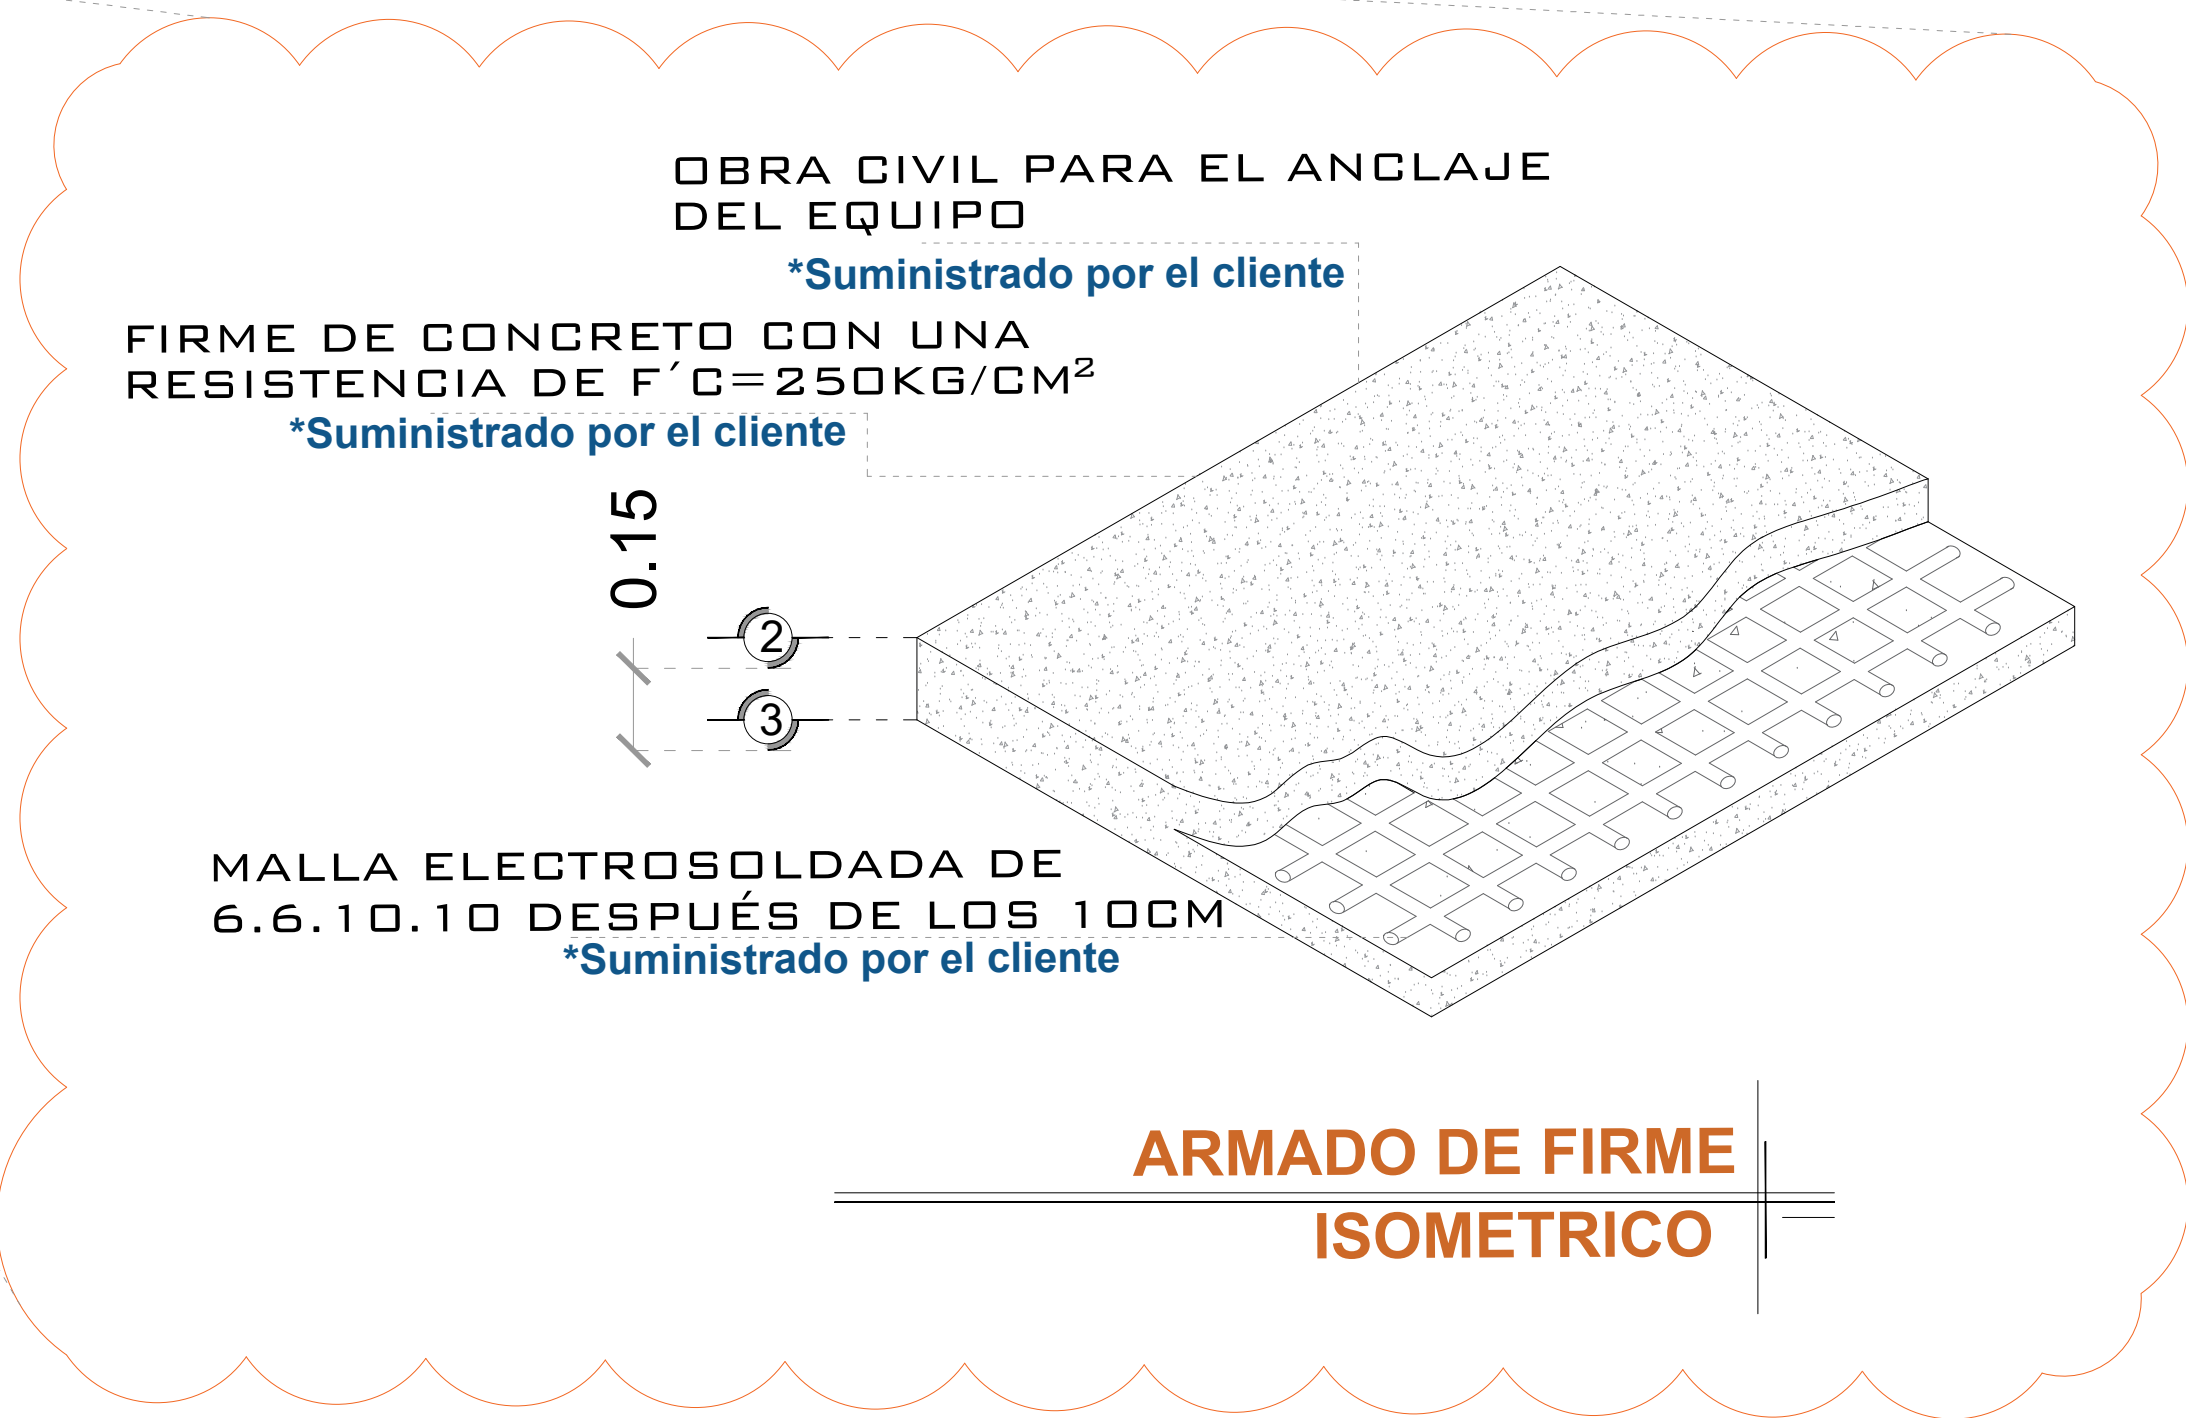 OBRA CIVIL PARA EL ANCLAJE
DEL EQUIPO
*Suministrado por el cliente
FIRME DE CONCRETO CON UNA
RESISTENCIA DE F´C=250KG/CM²
*Suministrado por el cliente
0.15
2
3
MALLA ELECTROSOLDADA DE
6.6.10.10 DESPUÉS DE LOS 10CM
*Suministrado por el cliente
ARMADO DE FIRME
ISOMETRICO